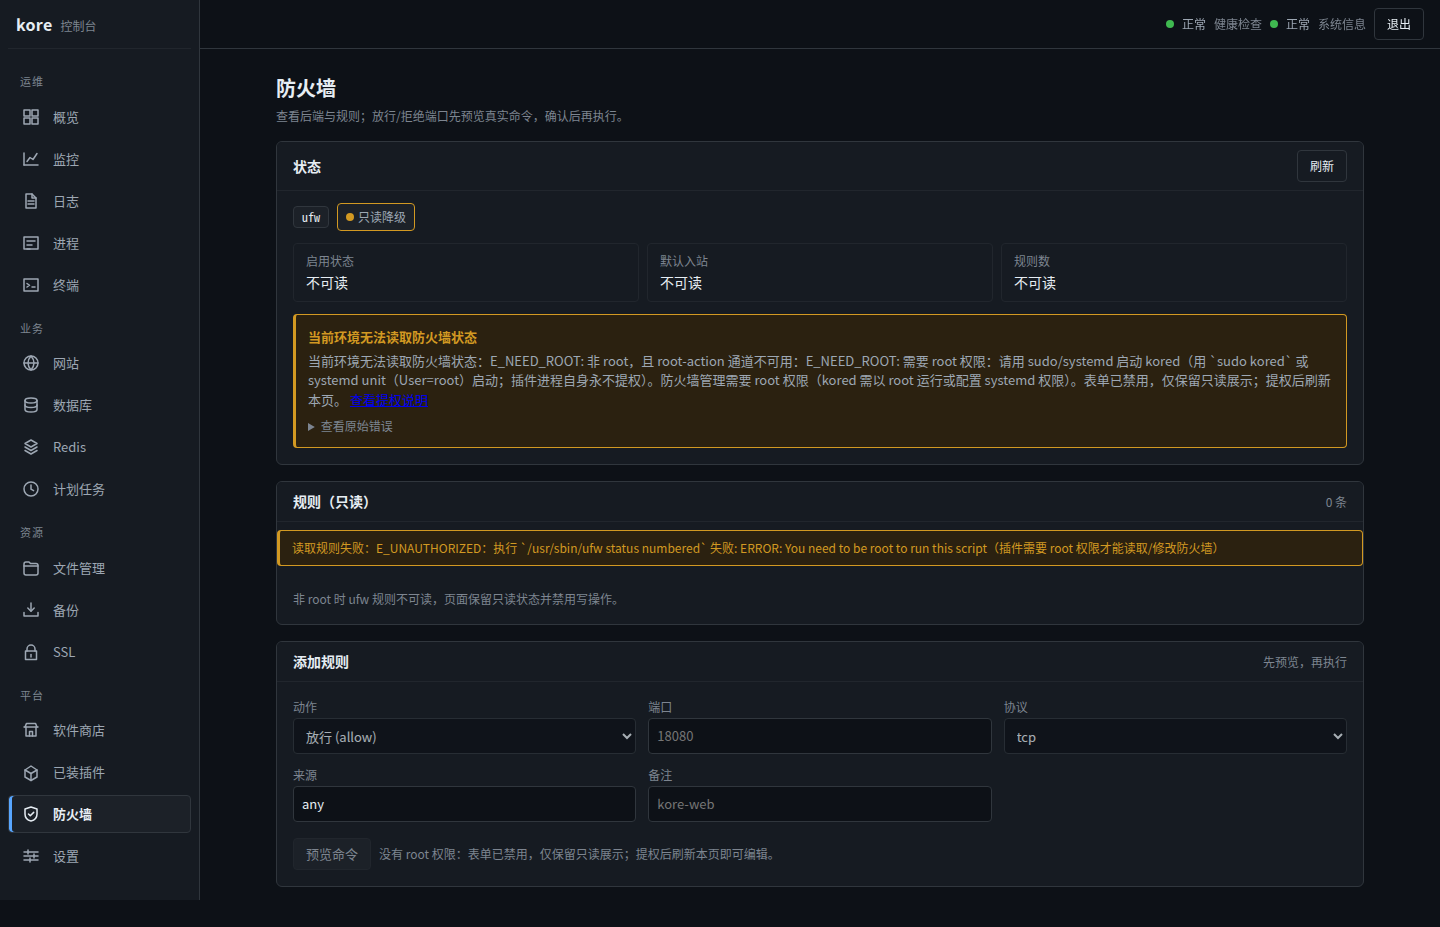 kore 控制台
正常 健康检查 正常 系统信息 退出
运维
概览
监控
日志
进程
终端
业务
网站
数据库
Redis
计划任务
资源
文件管理
备份
SSL
平台
软件商店
已装插件
防火墙
设置
防火墙
查看后端与规则；放行/拒绝端口先预览真实命令，确认后再执行。
状态
刷新
ufw 只读降级
启用状态
不可读
默认入站
不可读
规则数
不可读
当前环境无法读取防火墙状态
当前环境无法读取防火墙状态：E_NEED_ROOT: 非 root，且 root-action 通道不可用：E_NEED_ROOT: 需要 root 权限：请用 sudo/systemd 启动 kored（用 `sudo kored` 或
systemd unit（User=root）启动；插件进程自身永不提权）。防火墙管理需要 root 权限（kored 需以 root 运行或配置 systemd 权限）。表单已禁用，仅保留只读展示；提权后刷新
本页。 查看提权说明
查看原始错误
规则（只读）
0 条
读取规则失败：E_UNAUTHORIZED：执行 `/usr/sbin/ufw status numbered` 失败: ERROR: You need to be root to run this script（插件需要 root 权限才能读取/修改防火墙）
非 root 时 ufw 规则不可读，页面保留只读状态并禁用写操作。
添加规则
先预览，再执行
动作
放行 (allow)
端口
18080
协议
tcp
来源
any
备注
kore-web
预览命令 没有 root 权限：表单已禁用，仅保留只读展示；提权后刷新本页即可编辑。